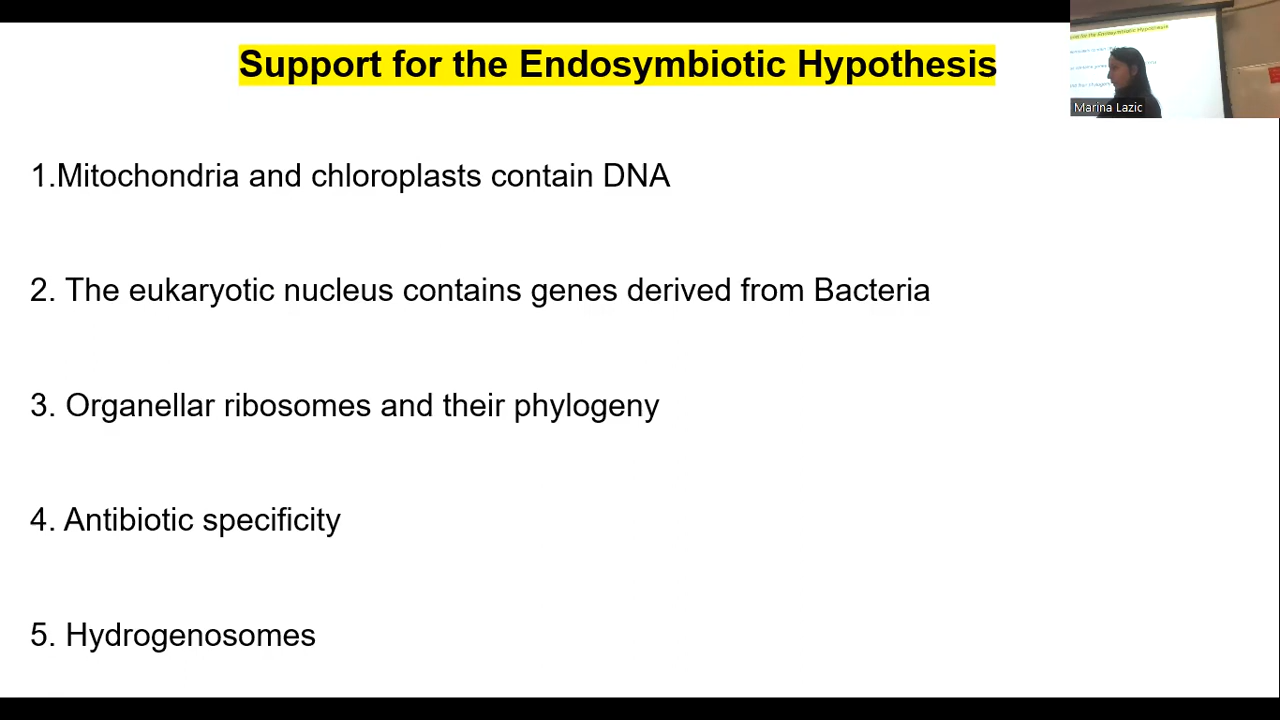 Support for the Endosymbiotic Hypothesis
Marina Lazic
1.Mitochondria and chloroplasts contain DNA
2. The eukaryotic nucleus contains genes derived from Bacteria
3. Organellar ribosomes and their phylogeny
4. Antibiotic specificity
5. Hydrogenosomes